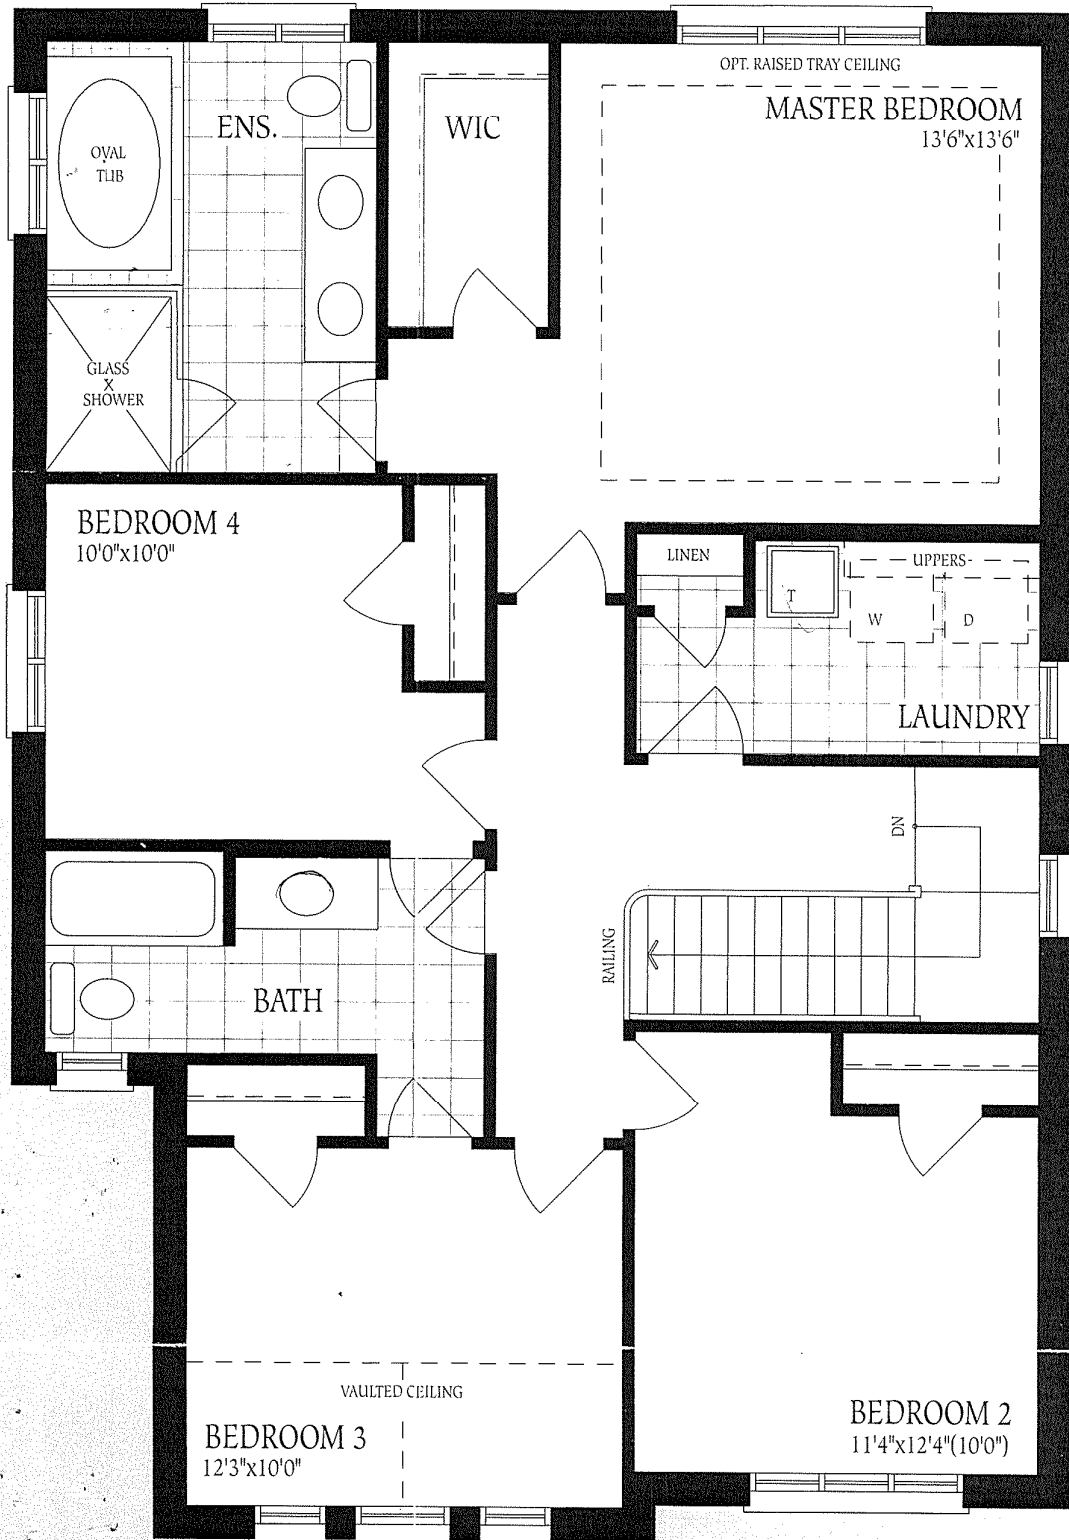 OPT. RAISED TRAY CEILING
MASTER BEDROOM
13'6"x13'6"
ENS.
WIC
OVAL
TUB
GLASS
X
SHOWER
BEDROOM 4
10'0"x10'0"
LINEN
UPPERS
T
W
D
LAUNDRY
DN
RAILING
BATH
VAULTED CEILING
BEDROOM 3
12'3"x10'0"
BEDROOM 2
11'4"x12'4"(10'0")